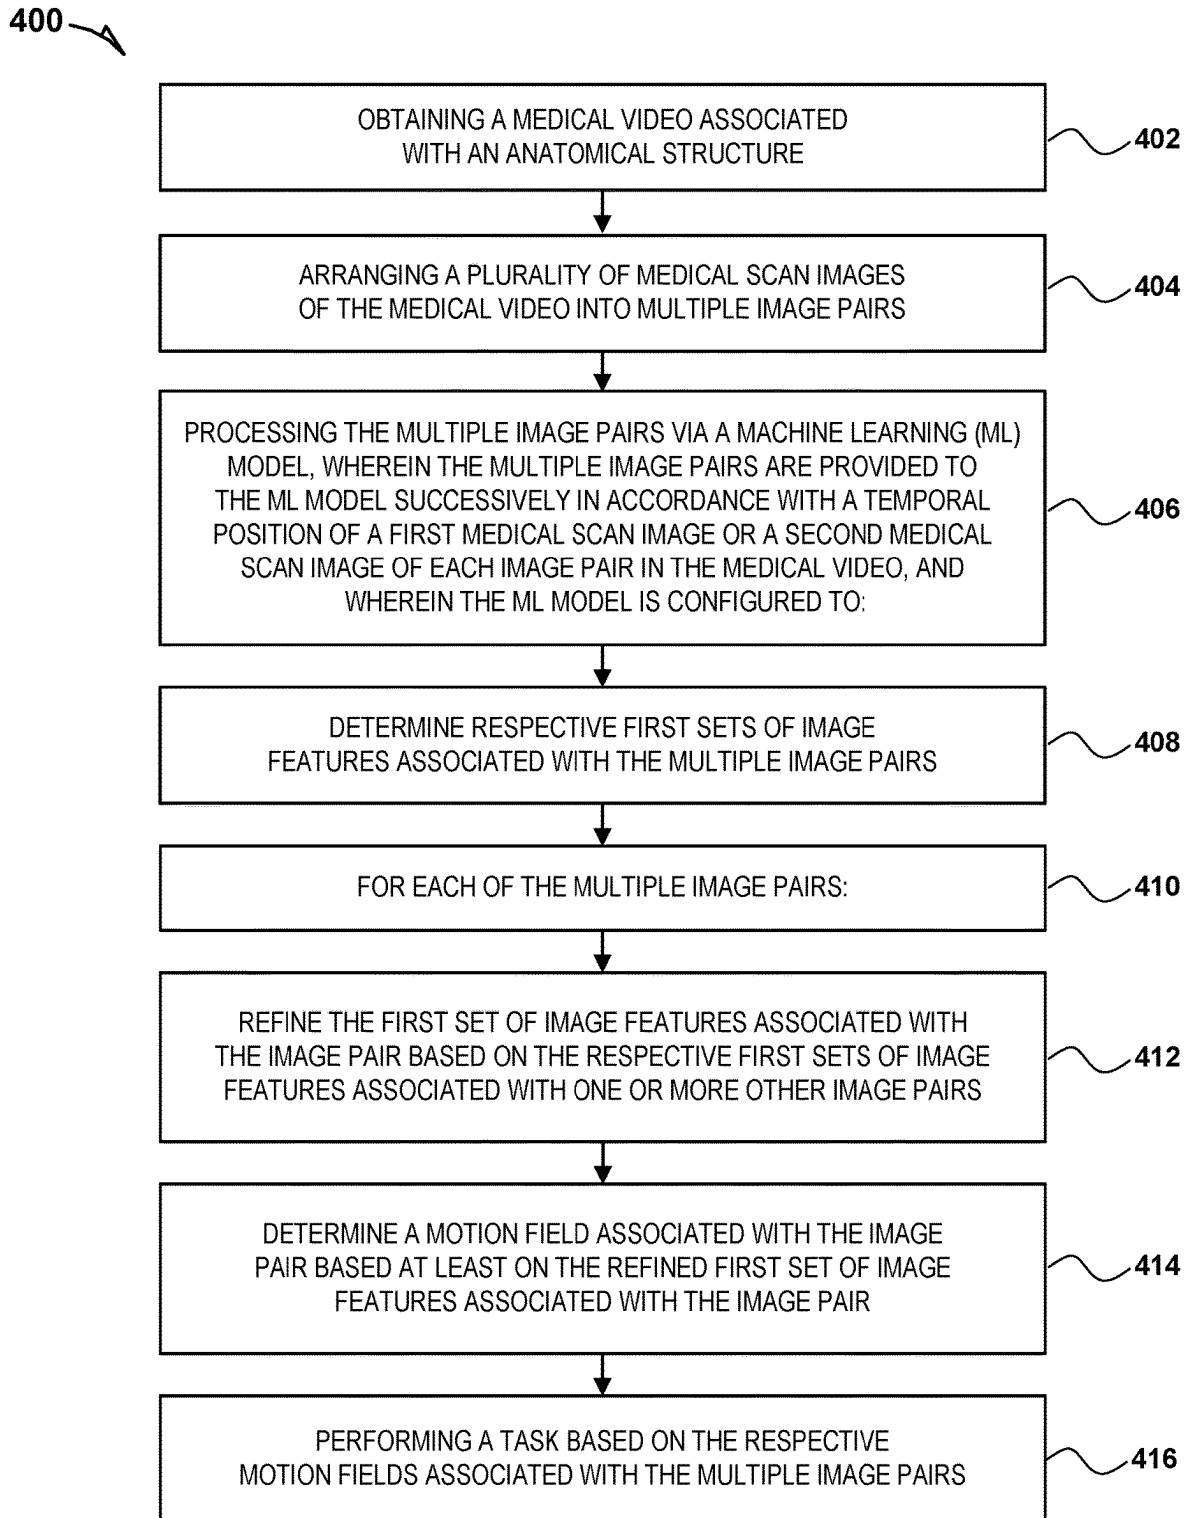 400
OBTAINING A MEDICAL VIDEO ASSOCIATED
WITH AN ANATOMICAL STRUCTURE
402
ARRANGING A PLURALITY OF MEDICAL SCAN IMAGES
OF THE MEDICAL VIDEO INTO MULTIPLE IMAGE PAIRS
404
PROCESSING THE MULTIPLE IMAGE PAIRS VIA A MACHINE LEARNING (ML)
MODEL, WHEREIN THE MULTIPLE IMAGE PAIRS ARE PROVIDED TO
THE ML MODEL SUCCESSIVELY IN ACCORDANCE WITH A TEMPORAL
POSITION OF A FIRST MEDICAL SCAN IMAGE OR A SECOND MEDICAL
SCAN IMAGE OF EACH IMAGE PAIR IN THE MEDICAL VIDEO, AND
WHEREIN THE ML MODEL IS CONFIGURED TO:
406
DETERMINE RESPECTIVE FIRST SETS OF IMAGE
FEATURES ASSOCIATED WITH THE MULTIPLE IMAGE PAIRS
408
FOR EACH OF THE MULTIPLE IMAGE PAIRS:
410
REFINE THE FIRST SET OF IMAGE FEATURES ASSOCIATED WITH
THE IMAGE PAIR BASED ON THE RESPECTIVE FIRST SETS OF IMAGE
FEATURES ASSOCIATED WITH ONE OR MORE OTHER IMAGE PAIRS
412
DETERMINE A MOTION FIELD ASSOCIATED WITH THE IMAGE
PAIR BASED AT LEAST ON THE REFINED FIRST SET OF IMAGE
FEATURES ASSOCIATED WITH THE IMAGE PAIR
414
PERFORMING A TASK BASED ON THE RESPECTIVE
MOTION FIELDS ASSOCIATED WITH THE MULTIPLE IMAGE PAIRS
416